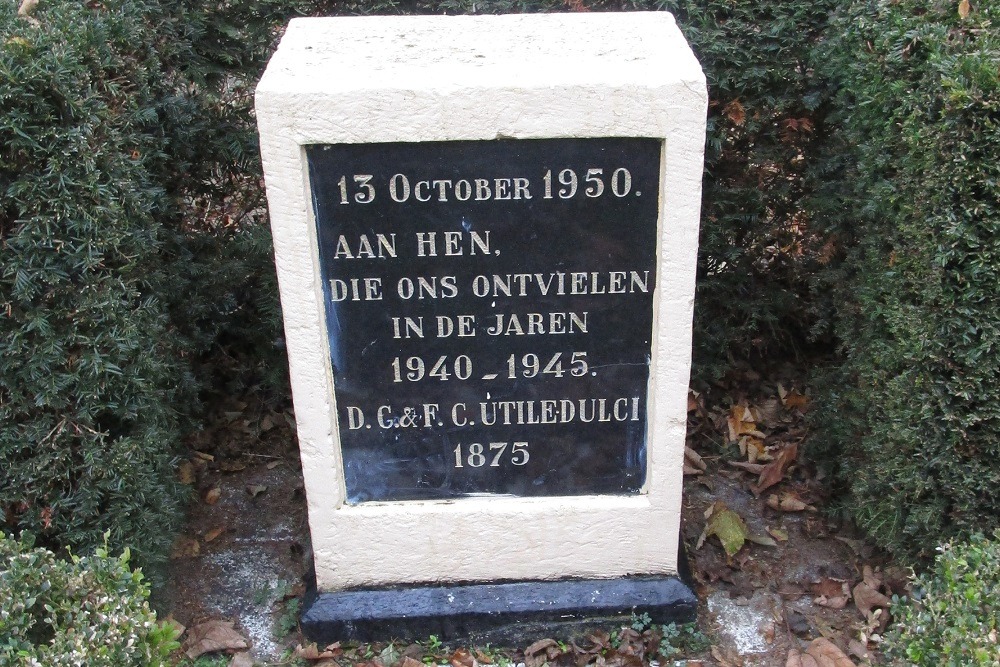 13 OCTOBER 1950.
AAN HEN,
DIE ONS ONTVIELEN
IN DE JAREN
1940 - 1945.
D.G.& F.C. UTILE-DULCI
1875